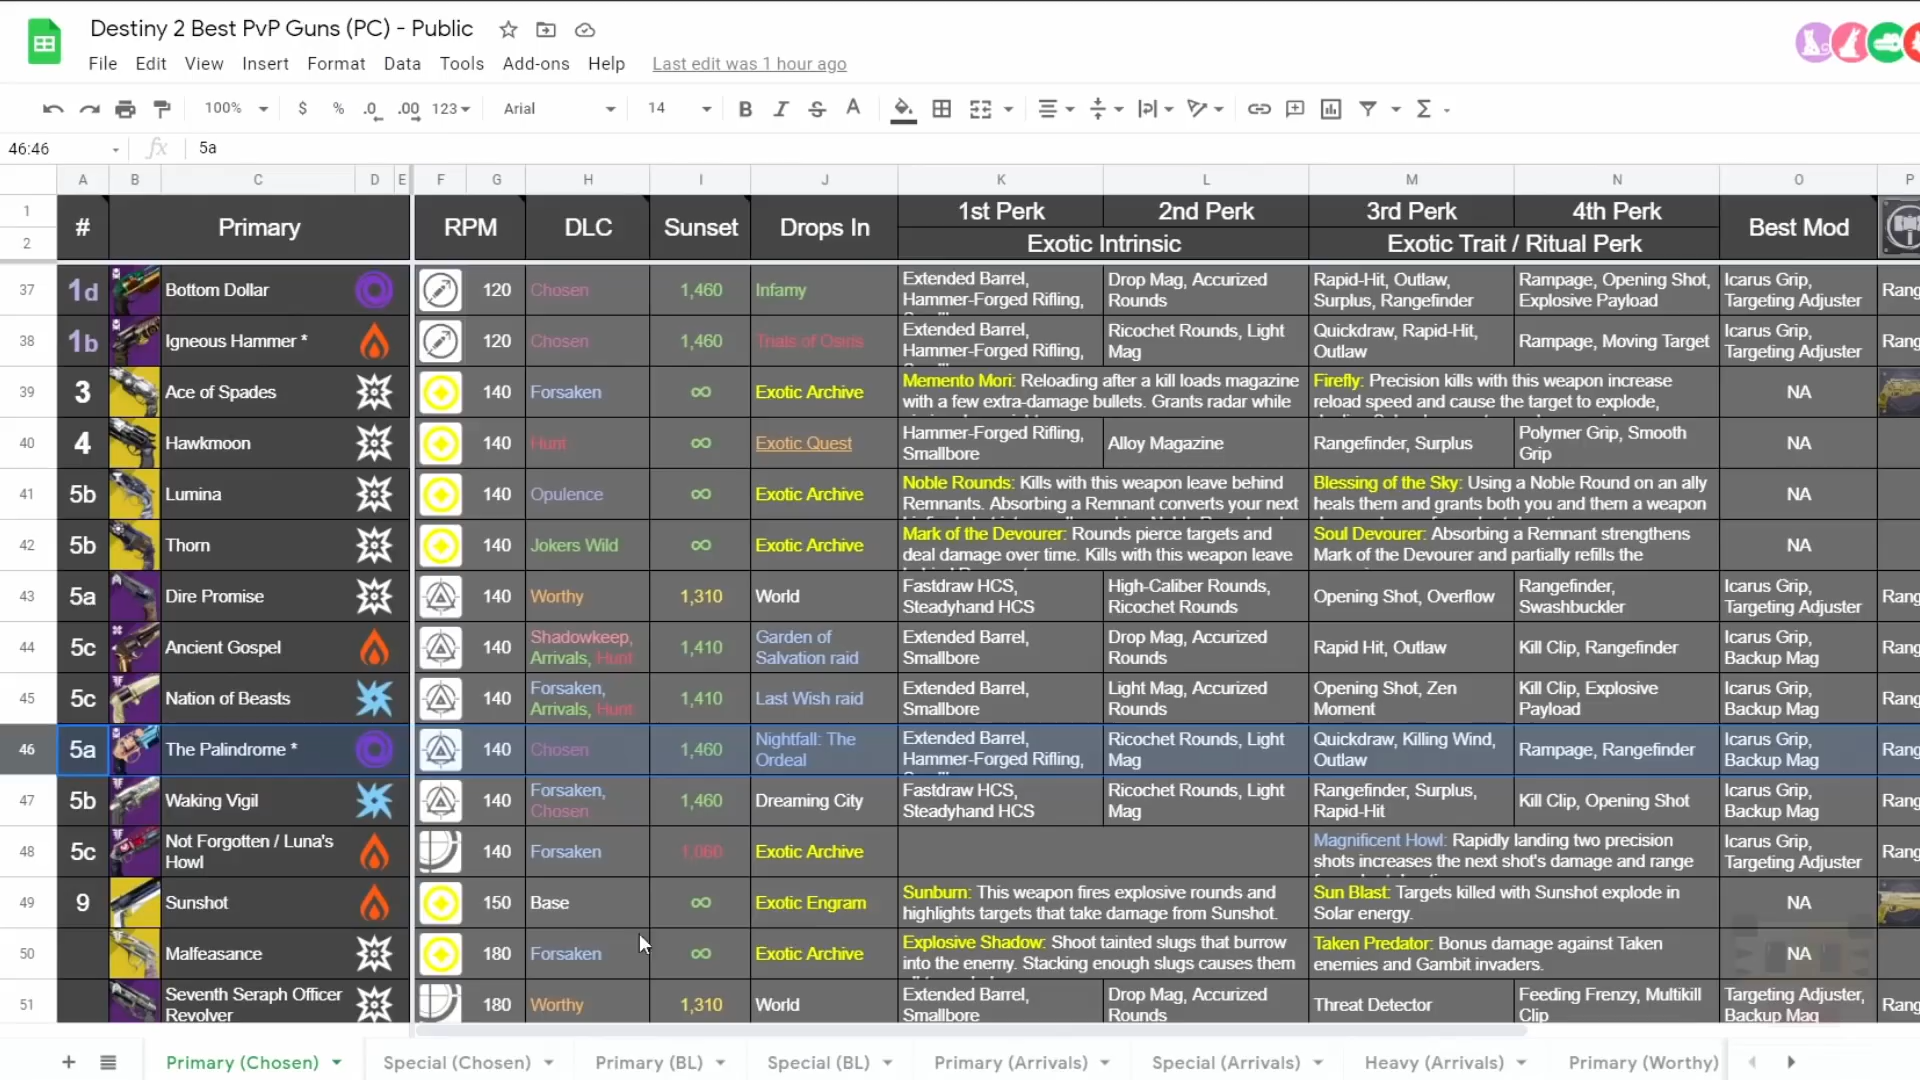 Destiny 2 Best PvP Guns (PC) - Public
File Edit View Insert Format Data Tools Add-ons Help Last edit was 1 hour ago
100% $ % .0 .00 123 Arial 14 B I S A
46:46 fx 5a
A B C D E F G H I J K L M N O P
1 # Primary RPM DLC Sunset Drops In 1st Perk 2nd Perk 3rd Perk 4th Perk Best Mod
2 Exotic Intrinsic Exotic Trait / Ritual Perk
37 1d Bottom Dollar 120 Chosen 1,460 Infamy Extended Barrel, Hammer-Forged Rifling, Drop Mag, Accurized Rounds Rapid-Hit, Outlaw, Surplus, Rangefinder Rampage, Opening Shot, Explosive Payload Icarus Grip, Targeting Adjuster Rang
38 1b Igneous Hammer * 120 Chosen 1,460 Trials of Osiris Extended Barrel, Hammer-Forged Rifling, Ricochet Rounds, Light Mag Quickdraw, Rapid-Hit, Outlaw Rampage, Moving Target Icarus Grip, Targeting Adjuster Rang
39 3 Ace of Spades 140 Forsaken ∞ Exotic Archive Memento Mori: Reloading after a kill loads magazine with a few extra-damage bullets. Grants radar while Firefly: Precision kills with this weapon increase reload speed and cause the target to explode, NA
40 4 Hawkmoon 140 Hunt ∞ Exotic Quest Hammer-Forged Rifling, Smallbore Alloy Magazine Rangefinder, Surplus Polymer Grip, Smooth Grip NA
41 5b Lumina 140 Opulence ∞ Exotic Archive Noble Rounds: Kills with this weapon leave behind Remnants. Absorbing a Remnant converts your next Blessing of the Sky: Using a Noble Round on an ally heals them and grants both you and them a weapon NA
42 5b Thorn 140 Jokers Wild ∞ Exotic Archive Mark of the Devourer: Rounds pierce targets and deal damage over time. Kills with this weapon leave Soul Devourer: Absorbing a Remnant strengthens Mark of the Devourer and partially refills the NA
43 5a Dire Promise 140 Worthy 1,310 World Fastdraw HCS, Steadyhand HCS High-Caliber Rounds, Ricochet Rounds Opening Shot, Overflow Rangefinder, Swashbuckler Icarus Grip, Targeting Adjuster Rang
44 5c Ancient Gospel 140 Shadowkeep, Arrivals, Hunt 1,410 Garden of Salvation raid Extended Barrel, Smallbore Drop Mag, Accurized Rounds Rapid Hit, Outlaw Kill Clip, Rangefinder Icarus Grip, Backup Mag Rang
45 5c Nation of Beasts 140 Forsaken, Arrivals, Hunt 1,410 Last Wish raid Extended Barrel, Smallbore Light Mag, Accurized Rounds Opening Shot, Zen Moment Kill Clip, Explosive Payload Icarus Grip, Backup Mag Rang
46 5a The Palindrome * 140 Chosen 1,460 Nightfall: The Ordeal Extended Barrel, Hammer-Forged Rifling, Ricochet Rounds, Light Mag Quickdraw, Killing Wind, Outlaw Rampage, Rangefinder Icarus Grip, Backup Mag Rang
47 5b Waking Vigil 140 Forsaken, Chosen 1,460 Dreaming City Fastdraw HCS, Steadyhand HCS Ricochet Rounds, Light Mag Rangefinder, Surplus, Rapid-Hit Kill Clip, Opening Shot Icarus Grip, Backup Mag Rang
48 5c Not Forgotten / Luna's Howl 140 Forsaken 1,060 Exotic Archive Magnificent Howl: Rapidly landing two precision shots increases the next shot's damage and range Icarus Grip, Targeting Adjuster Rang
49 9 Sunshot 150 Base ∞ Exotic Engram Sunburn: This weapon fires explosive rounds and highlights targets that take damage from Sunshot. Sun Blast: Targets killed with Sunshot explode in Solar energy. NA
50 Malfeasance 180 Forsaken ∞ Exotic Archive Explosive Shadow: Shoot tainted slugs that burrow into the enemy. Stacking enough slugs causes them Taken Predator: Bonus damage against Taken enemies and Gambit invaders. NA
51 Seventh Seraph Officer Revolver 180 Worthy 1,310 World Extended Barrel, Smallbore Drop Mag, Accurized Rounds Threat Detector Feeding Frenzy, Multikill Clip Targeting Adjuster, Backup Mag Rang
Primary (Chosen) Special (Chosen) Primary (BL) Special (BL) Primary (Arrivals) Special (Arrivals) Heavy (Arrivals) Primary (Worthy)